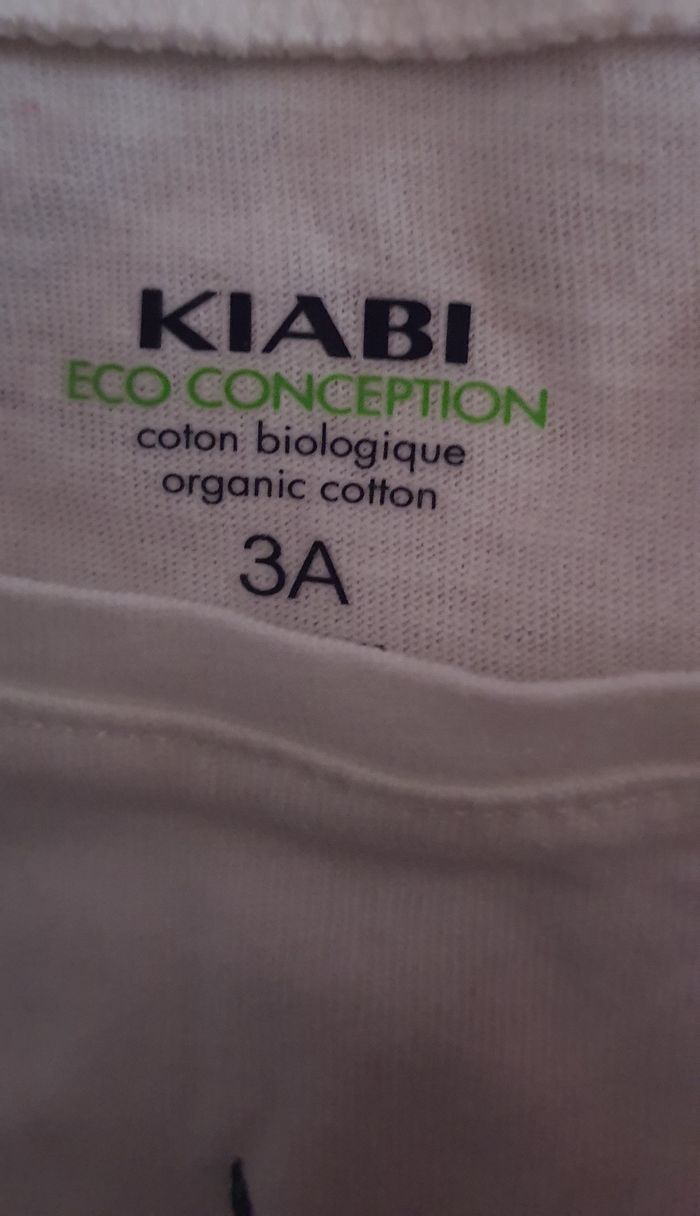 KIABI
ECO CONCEPTION
coton biologique
organic cotton
3A